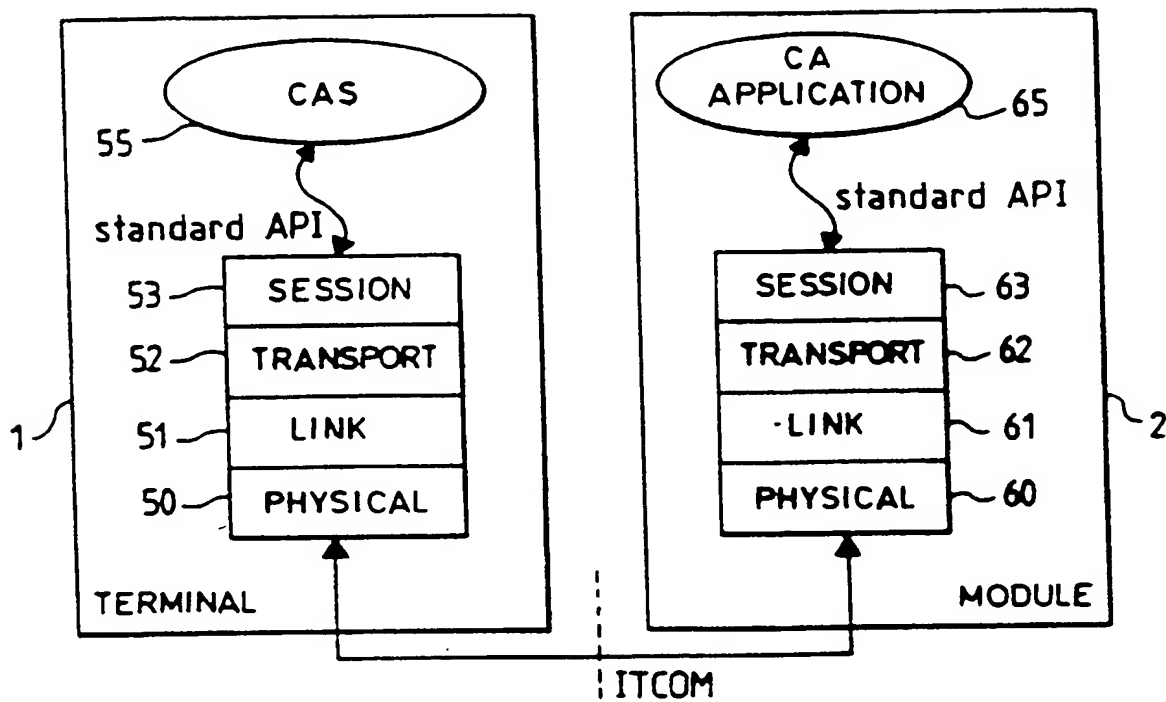 CAS
55
standard API
53
SESSION
52
TRANSPORT
51
LINK
50
PHYSICAL
1
TERMINAL
CA
APPLICATION
65
standard API
SESSION
63
TRANSPORT
62
LINK
61
PHYSICAL
60
2
MODULE
ITCOM